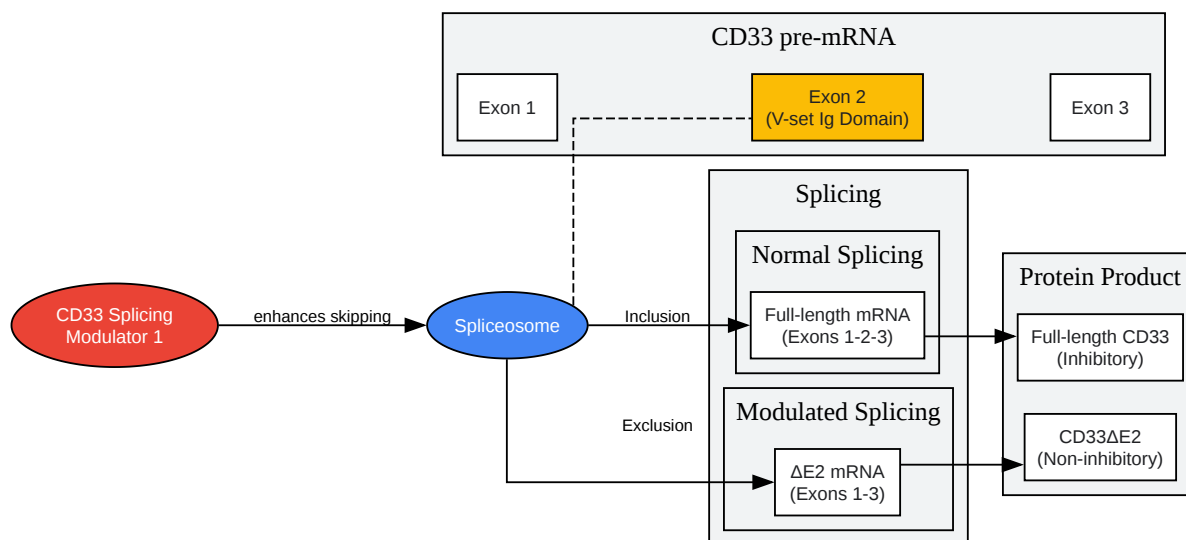 CD33 pre-mRNA
Exon 1
Exon 2
(V-set Ig Domain)
Exon 3
Splicing
Normal Splicing
Protein Product
CD33 Splicing
Modulator 1
enhances skipping
Spliceosome
Inclusion
Full-length mRNA
(Exons 1-2-3)
Full-length CD33
(Inhibitory)
Exclusion
Modulated Splicing
ΔE2 mRNA
(Exons 1-3)
CD33ΔE2
(Non-inhibitory)